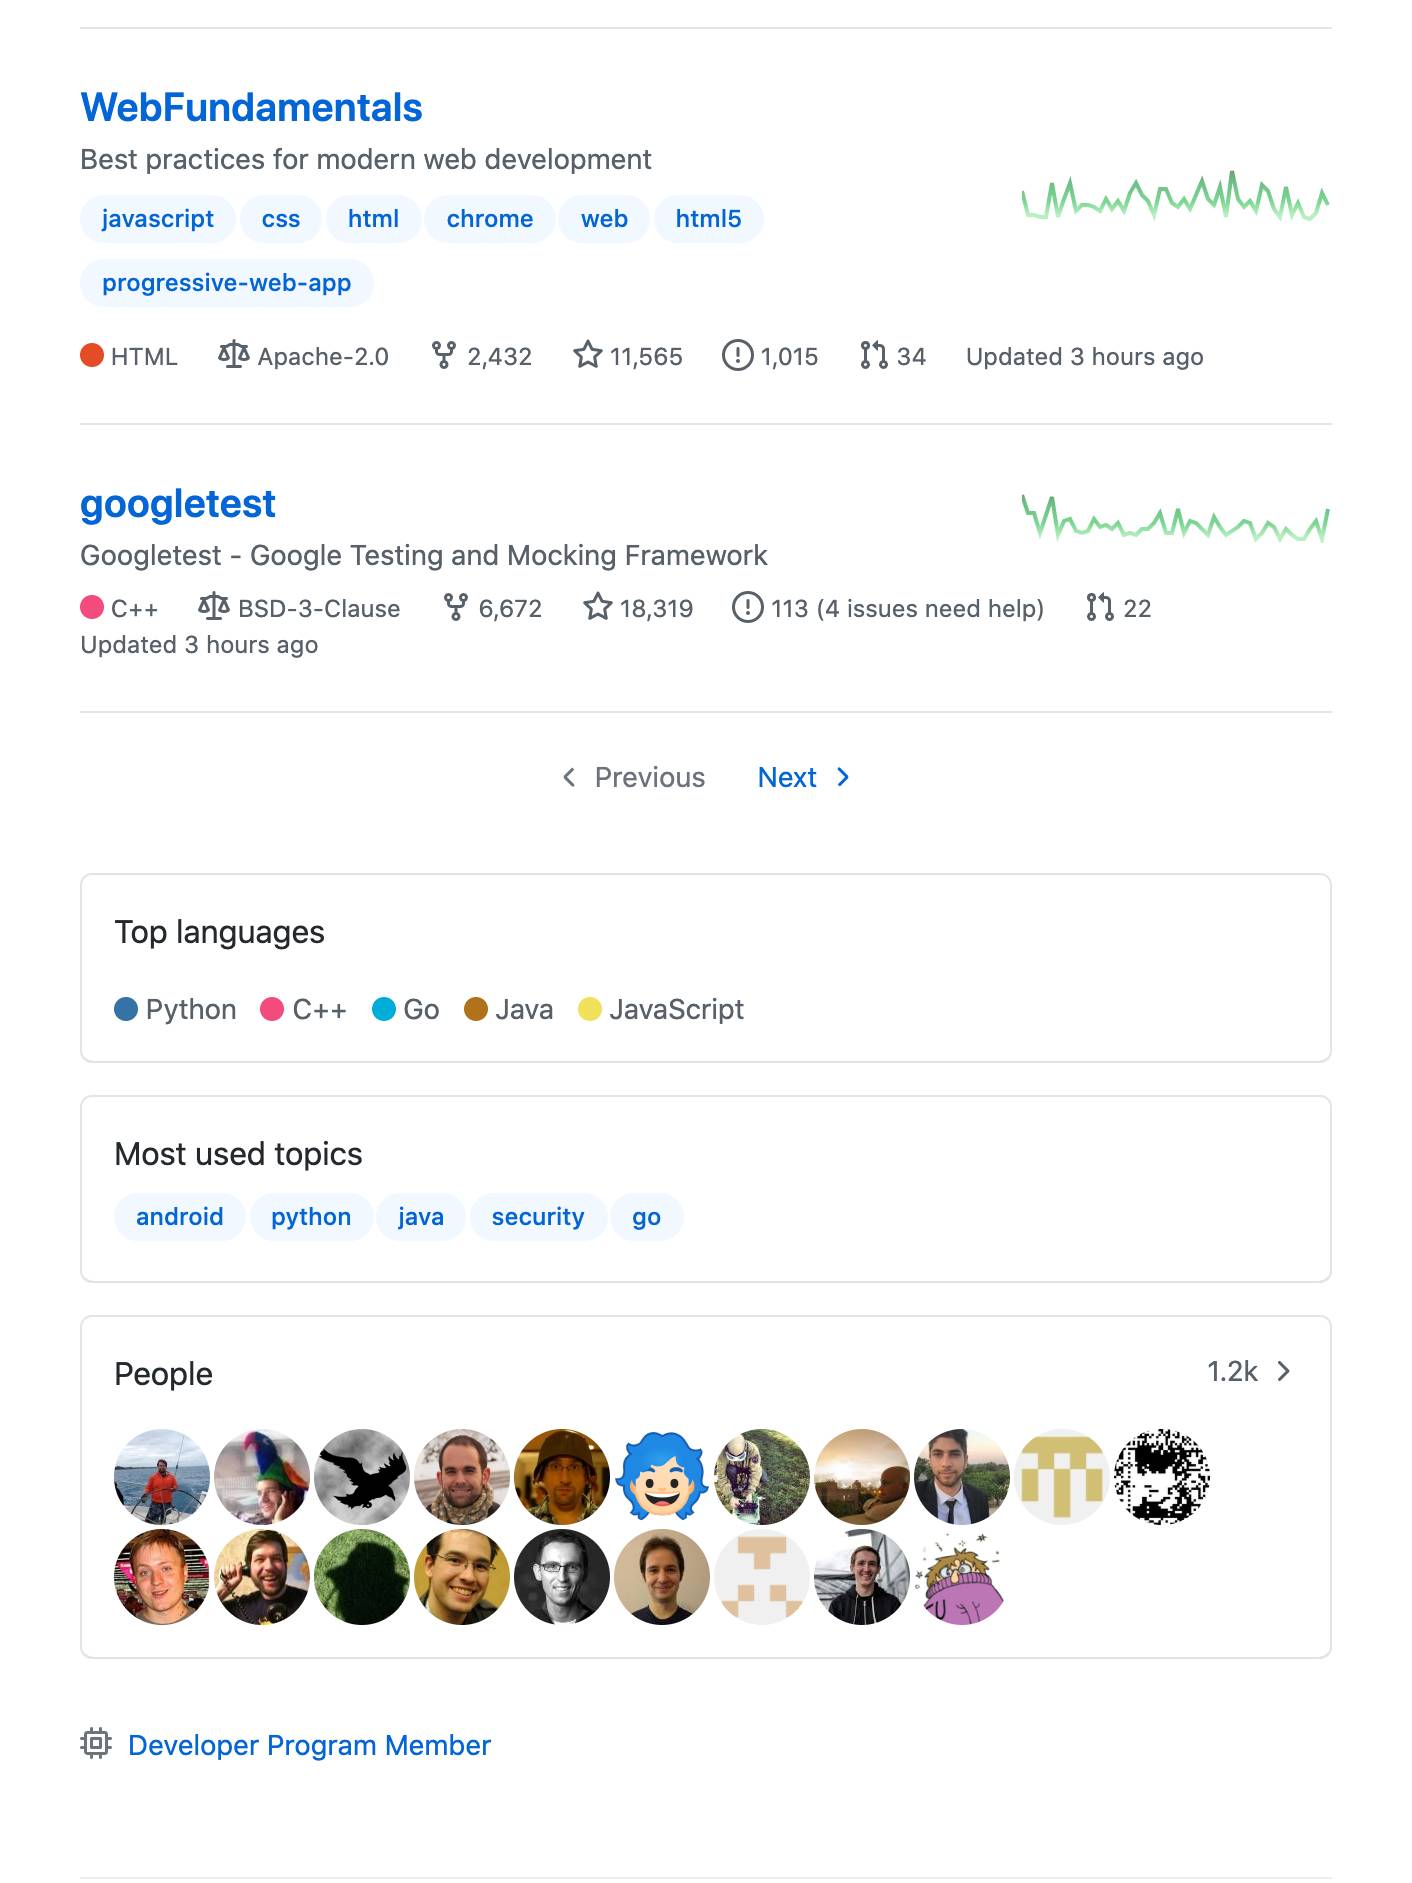 WebFundamentals
Best practices for modern web development
javascript css html chrome web html5
progressive-web-app
HTML Apache-2.0 2,432 11,565 1,015 34 Updated 3 hours ago
googletest
Googletest - Google Testing and Mocking Framework
C++ BSD-3-Clause 6,672 18,319 113 (4 issues need help) 22
Updated 3 hours ago
Previous Next
Top languages
Python C++ Go Java JavaScript
Most used topics
android python java security go
People 1.2k
Developer Program Member